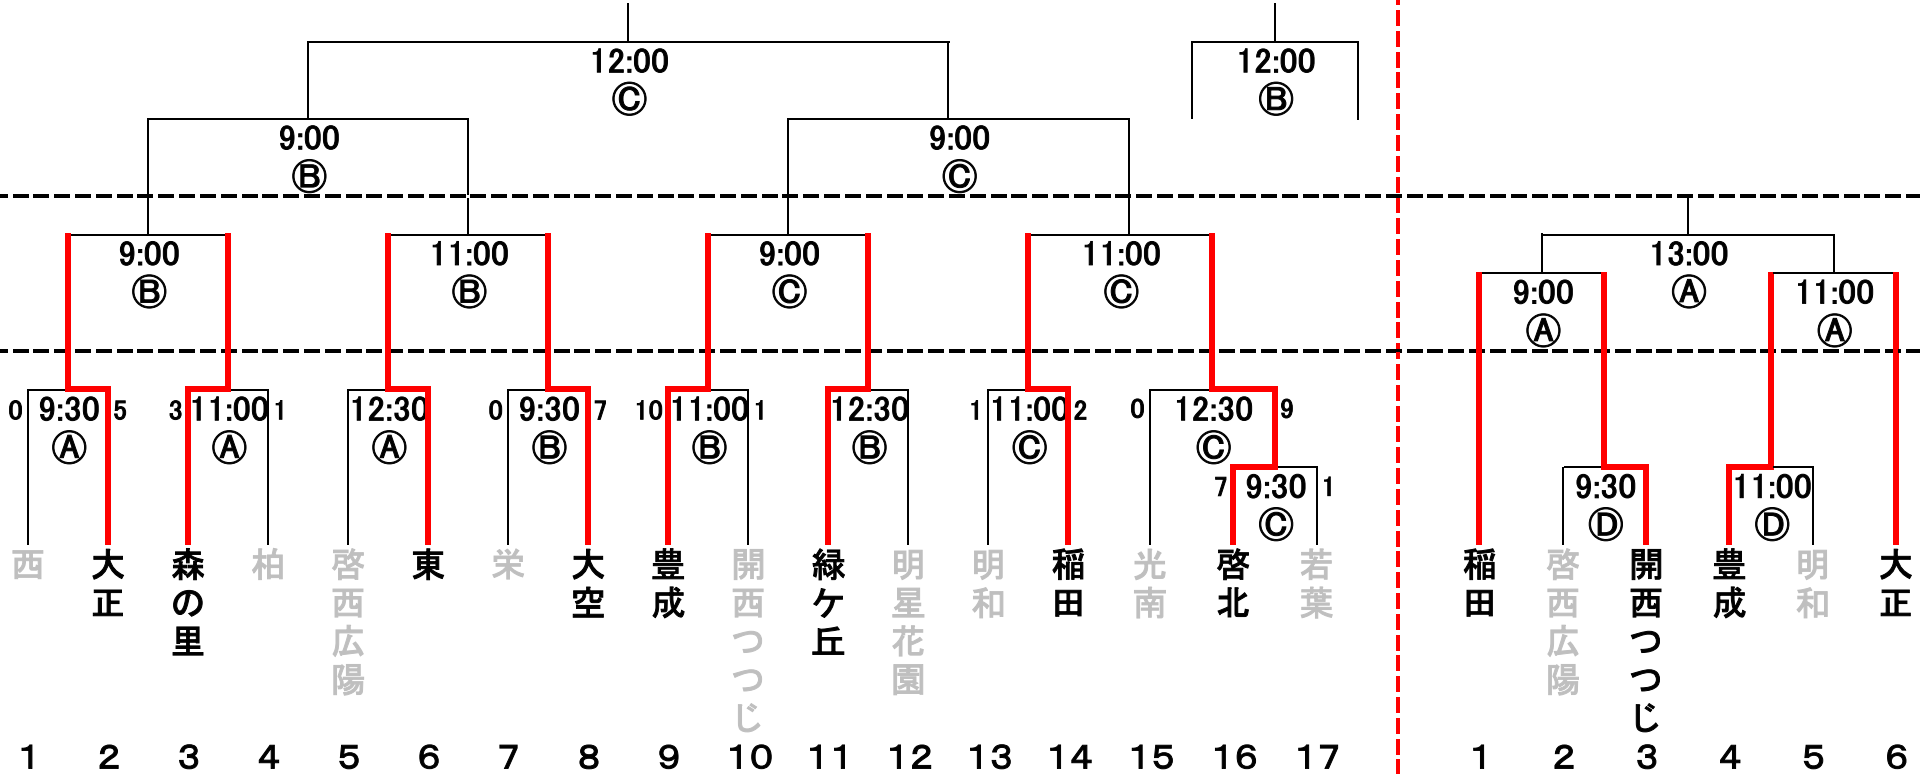 12:00
Ⓒ
12:00
Ⓑ
9:00
Ⓑ
9:00
Ⓒ
9:00
Ⓑ
11:00
Ⓑ
9:00
Ⓒ
11:00
Ⓒ
13:00
Ⓐ
9:00
Ⓐ
11:00
Ⓐ
0 9:30 5
Ⓐ
3 11:00 1
Ⓐ
12:30
Ⓐ
0 9:30 7
Ⓑ
10 11:00 1
Ⓑ
12:30
Ⓑ
1 11:00 2
Ⓒ
0 12:30 9
Ⓒ
7 9:30 1
Ⓒ
9:30
Ⓓ
11:00
Ⓓ
西
大正
森の里
柏
啓西広陽
東
栄
大空
豊成
開西つつじ
緑ケ丘
明星花園
明和
稲田
光南
啓北
若葉
稲田
啓西広陽
開西つつじ
豊成
明和
大正
1 2 3 4 5 6 7 8 9 10 11 12 13 14 15 16 17
1 2 3 4 5 6